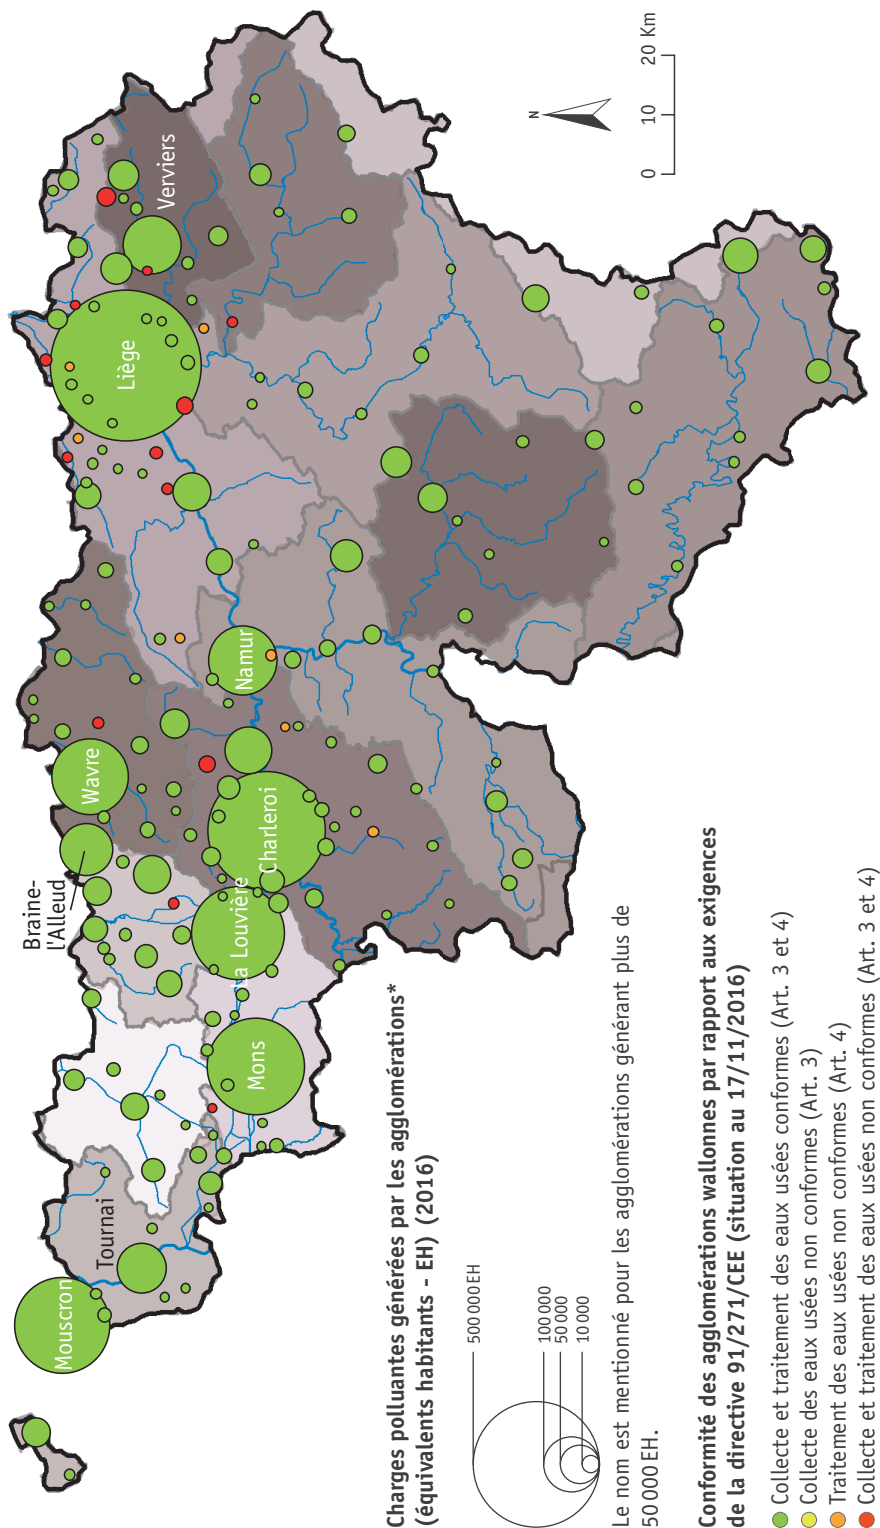 Mouscron
Tournai
Mons
La Louvière
Charleroi
Braine-
l'Alleud
Wavre
Namur
Liège
Verviers
N
0
10
20 Km
Charges polluantes générées par les agglomérations*
(équivalents habitants - EH) (2016)
500 000 EH
100 000
50 000
10 000
Le nom est mentionné pour les agglomérations générant plus de
50 000 EH.
Conformité des agglomérations wallonnes par rapport aux exigences
de la directive 91/271/CEE (situation au 17/11/2016)
Collecte et traitement des eaux usées conformes (Art. 3 et 4)
Collecte des eaux usées non conformes (Art. 3)
Traitement des eaux usées non conformes (Art. 4)
Collecte et traitement des eaux usées non conformes (Art. 3 et 4)